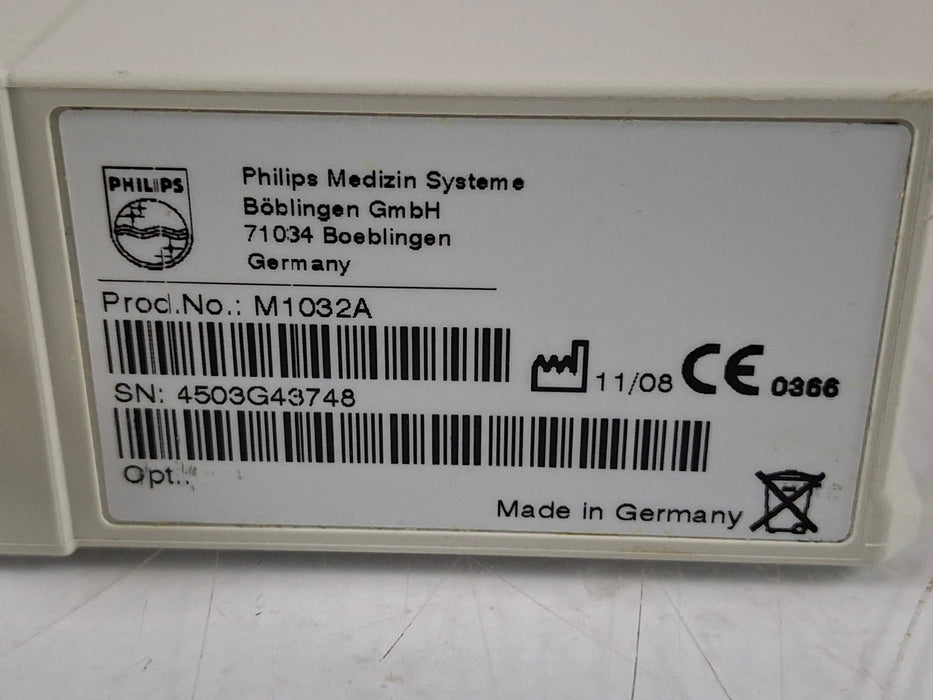 PHILIPS
Philips Medizin Systeme
Böblingen GmbH
71034 Boeblingen
Germany
Prod.No.: M1032A
11/08 CE 0366
SN: 4503G43748
Opt.:
Made in Germany